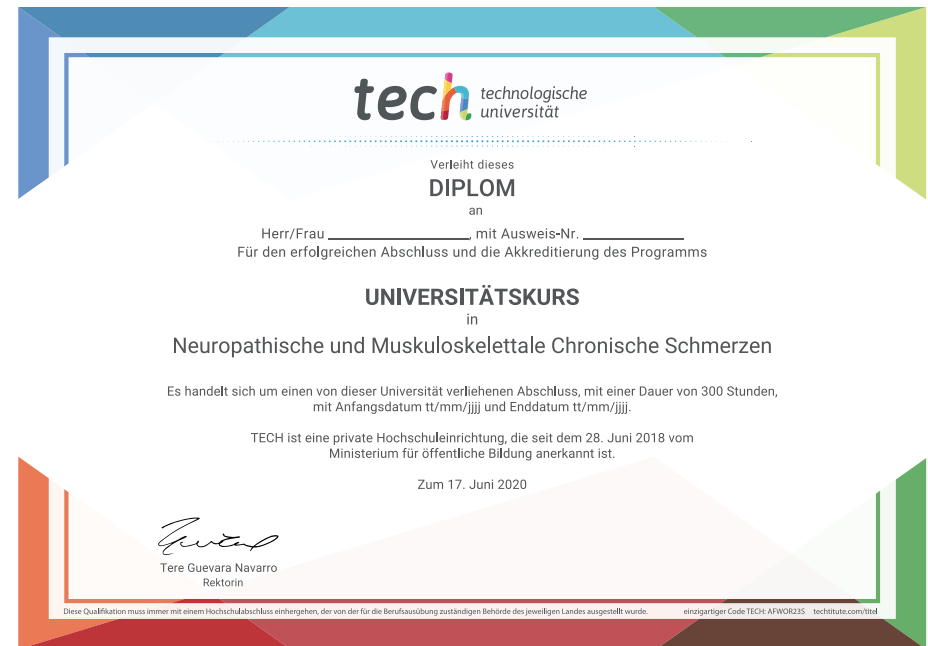 tech technologische
universität
Verleiht dieses
DIPLOM
an
Herr/Frau ____________________, mit Ausweis-Nr. __________________
Für den erfolgreichen Abschluss und die Akkreditierung des Programms
UNIVERSITÄTSKURS
in
Neuropathische und Muskuloskelettale Chronische Schmerzen
Es handelt sich um einen von dieser Universität verliehenen Abschluss, mit einer Dauer von 300 Stunden,
mit Anfangsdatum tt/mm/jjjj und Enddatum tt/mm/jjjj.
TECH ist eine private Hochschuleinrichtung, die seit dem 28. Juni 2018 vom
Ministerium für öffentliche Bildung anerkannt ist.
Zum 17. Juni 2020
Tere Guevara Navarro
Rektorin
Diese Qualifikation muss immer mit einem Hochschulabschluss einhergehen, der von der für die Berufsausübung zuständigen Behörde des jeweiligen Landes ausgestellt wurde. einzigartiger Code TECH: AFWOR23S techtitute.com/titel